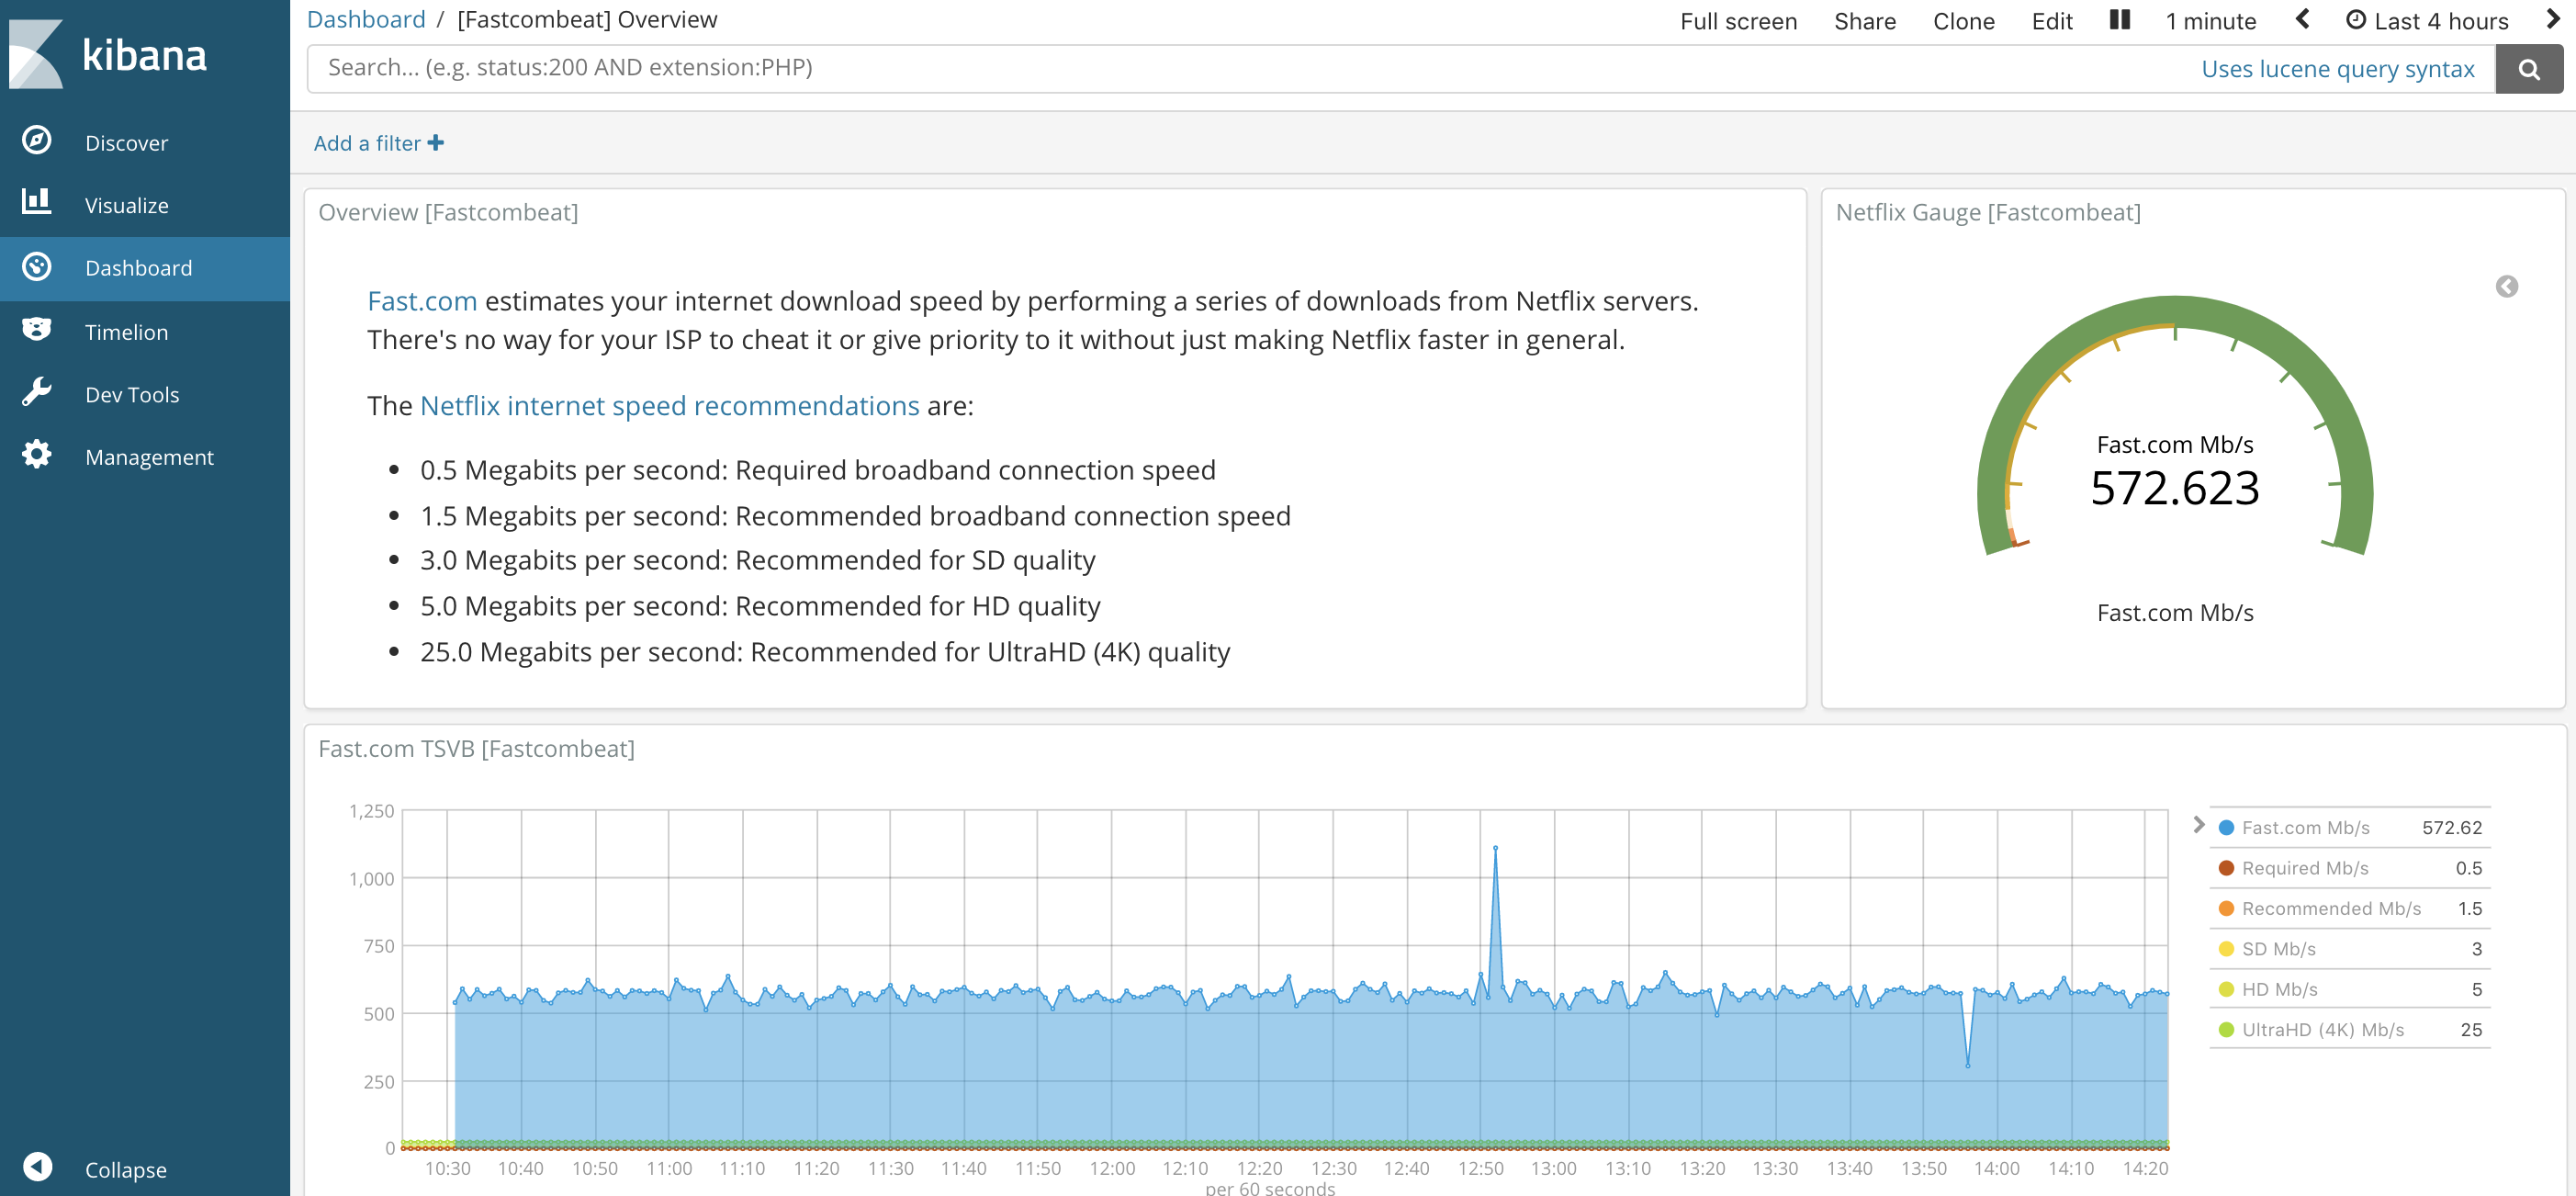 kibana
Discover
Visualize
Dashboard
Timelion
Dev Tools
Management
Collapse
Dashboard / [Fastcombeat] Overview
Full screen Share Clone Edit 1 minute Last 4 hours
Search... (e.g. status:200 AND extension:PHP)
Uses lucene query syntax
Add a filter
Overview [Fastcombeat]
Fast.com estimates your internet download speed by performing a series of downloads from Netflix servers.
There's no way for your ISP to cheat it or give priority to it without just making Netflix faster in general.
The Netflix internet speed recommendations are:
0.5 Megabits per second: Required broadband connection speed
1.5 Megabits per second: Recommended broadband connection speed
3.0 Megabits per second: Recommended for SD quality
5.0 Megabits per second: Recommended for HD quality
25.0 Megabits per second: Recommended for UltraHD (4K) quality
Netflix Gauge [Fastcombeat]
Fast.com Mb/s
572.623
Fast.com Mb/s
Fast.com TSVB [Fastcombeat]
1,250
1,000
750
500
250
0
10:30 10:40 10:50 11:00 11:10 11:20 11:30 11:40 11:50 12:00 12:10 12:20 12:30 12:40 12:50 13:00 13:10 13:20 13:30 13:40 13:50 14:00 14:10 14:20
per 60 seconds
Fast.com Mb/s 572.62
Required Mb/s 0.5
Recommended Mb/s 1.5
SD Mb/s 3
HD Mb/s 5
UltraHD (4K) Mb/s 25